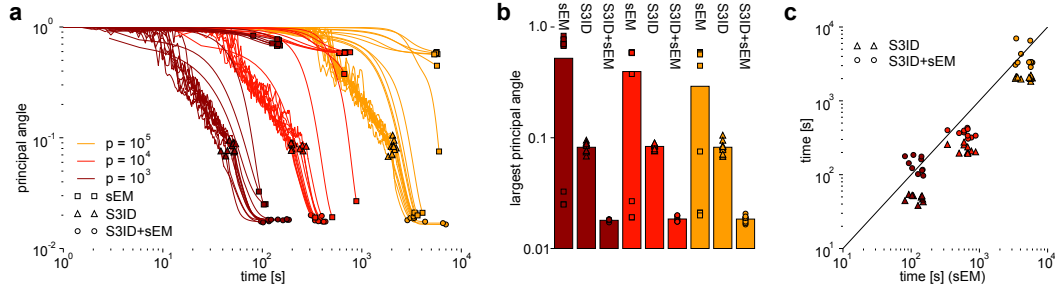 a
10^0
10^-1
10^-2
principal angle
p = 10^5
p = 10^4
p = 10^3
sEM
S3ID
S3ID+sEM
10^0
10^1
10^2
10^3
10^4
time [s]
b
sEM
S3ID
S3ID+sEM
sEM
S3ID
S3ID+sEM
sEM
S3ID
S3ID+sEM
1.0
0.1
0.01
largest principal angle
c
S3ID
S3ID+sEM
10^4
10^3
10^2
10^1
time [s]
10^1
10^2
10^3
10^4
time [s] (sEM)